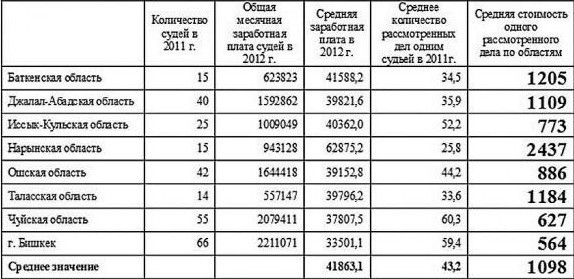 Количество судей в 2011 г. Общая месячная заработная плата судей в 2012 г. Средняя заработная плата в 2012 г. Среднее количество рассмотренных дел одним судьей в 2011г. Средняя стоимость одного рассмотренного дела по областям
Баткенская область 15 623823 41588,2 34,5 1205
Джалал-Абадская область 40 1592862 39821,6 35,9 1109
Иссык-Кульская область 25 1009049 40362,0 52,2 773
Нарынская область 15 943128 62875,2 25,8 2437
Ошская область 42 1644418 39152,8 44,2 886
Таласская область 14 557147 39796,2 33,6 1184
Чуйская область 55 2079411 37807,5 60,3 627
г. Бишкек 66 2211071 33501,1 59,4 564
Среднее значение 41863,1 43,2 1098